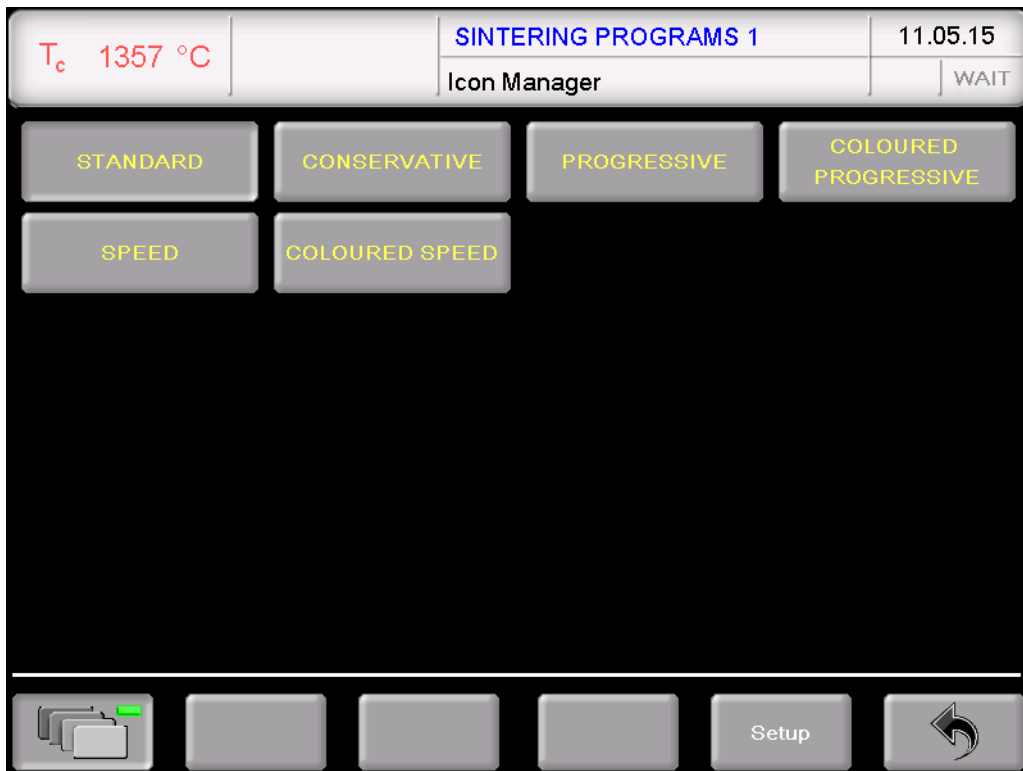 Tc 1357 °C
SINTERING PROGRAMS 1
11.05.15
Icon Manager
WAIT
STANDARD
CONSERVATIVE
PROGRESSIVE
COLOURED
PROGRESSIVE
SPEED
COLOURED SPEED
Setup